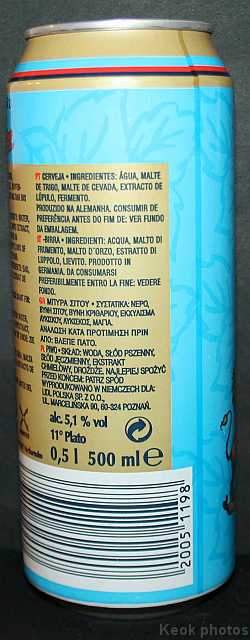 PT CERVEJA • INGREDIENTES: ÁGUA, MALTE
DE TRIGO, MALTE DE CEVADA, EXTRACTO DE
LÚPULO, FERMENTO.
PRODUZIDO NA ALEMANHA. CONSUMIR DE
PREFERÊNCIA ANTES DO FIM DE: VER FUNDO
DA EMBALAGEM.
IT -BIRRA • INGREDIENTI: ACQUA, MALTO DI
FRUMENTO, MALTO D'ORZO, ESTRATTO DI
LUPPOLO, LIEVITO. PRODOTTO IN
GERMANIA. DA CONSUMARSI
PREFERIBILMENTE ENTRO LA FINE: VEDERE
FONDO.
GR ΜΠΥΡΑ ΣΙΤΟΥ • ΣΥΣΤΑΤΙΚΑ: ΝΕΡΟ,
ΒΥΝΗ ΣΙΤΟΥ, ΒΥΝΗ ΚΡΙΘΑΡΙΟΥ, ΕΚΧΥΛΙΣΜΑ
ΛΥΚΙΣΚΟΥ, ΜΑΓΙΑ.
ΑΝΑΛΩΣΗ ΚΑΤΑ ΠΡΟΤΙΜΗΣΗ ΠΡΙΝ
ΑΠΟ: ΒΛΕΠΕ ΠΑΤΟ.
PL PIWO • SKŁAD: WODA, SŁÓD PSZENNY,
SŁÓD JĘCZMIENNY, EKSTRAKT
CHMIELOWY, DROŻDŻE. NAJLEPIEJ SPOŻYĆ
PRZED KOŃCEM: PATRZ SPÓD
WYPRODUKOWANO W NIEMCZECH DLA:
LIDL POLSKA SP. Z O.O.,
UL. MARCELIŃSKA 90, 60-324 POZNAŃ.
alc. 5,1 % vol
11° Plato
0,5 l 500 ml e
2005-1198
Keok photos